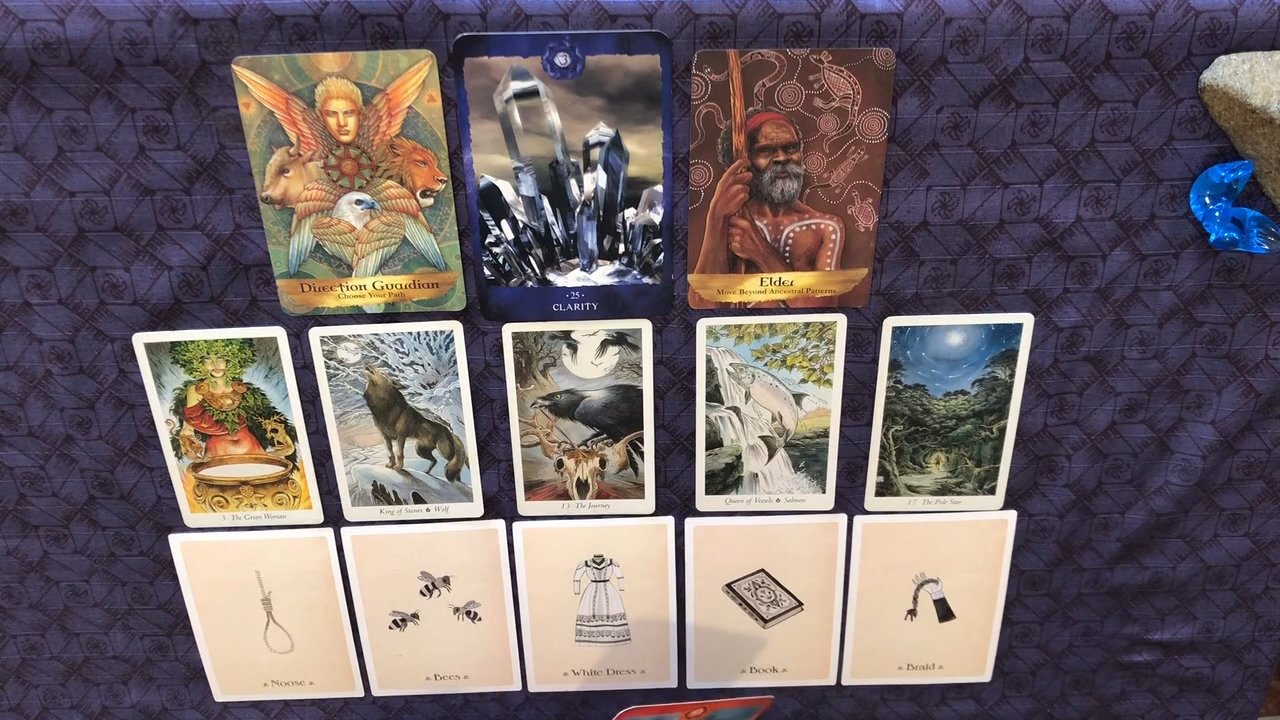 Direction Guardian
Choose Your Path
·25·
CLARITY
Elder
Move Beyond Ancestral Patterns
3 The Green Woman
King of Stones Wolf
13 The Journey
Queen of Vessels Salmon
17 The Pole Star
Noose
Bees
White Dress
Book
Braid